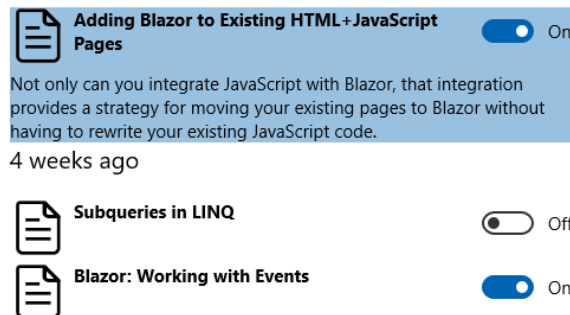 Adding Blazor to Existing HTML+JavaScript
Pages
On
Not only can you integrate JavaScript with Blazor, that integration
provides a strategy for moving your existing pages to Blazor without
having to rewrite your existing JavaScript code.
4 weeks ago
Subqueries in LINQ
Off
Blazor: Working with Events
On